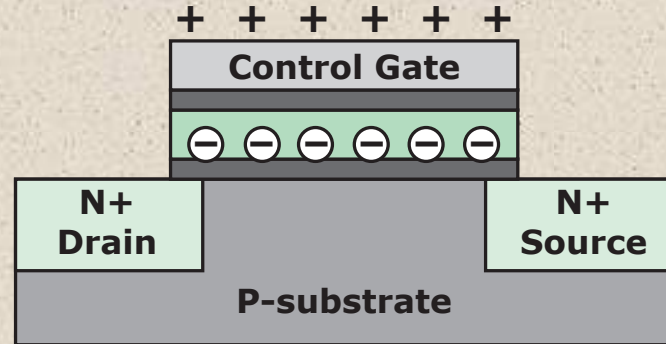 + + + + + +
Control Gate
− − − − − −
N+
Drain
N+
Source
P-substrate